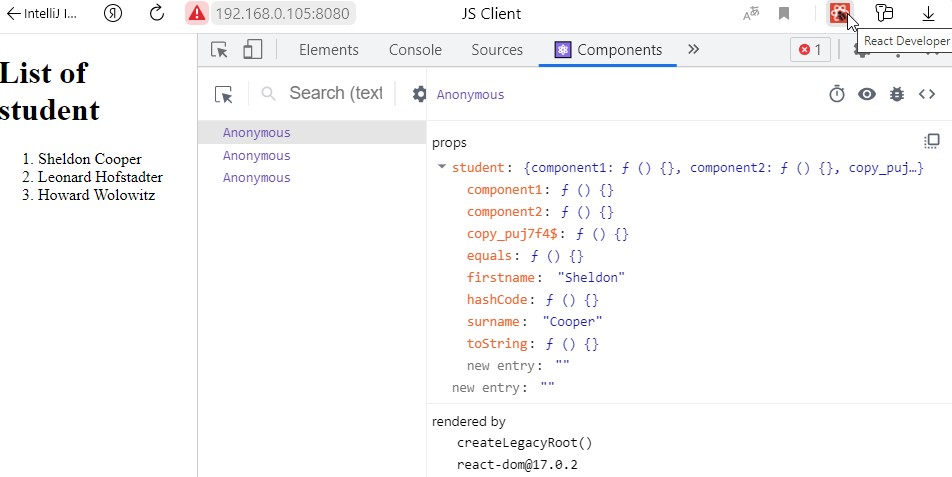 IntelliJ I...
Я
192.168.0.105:8080
JS Client
React Developer
Elements
Console
Sources
Components
»
1
List of
student
1. Sheldon Cooper
2. Leonard Hofstadter
3. Howard Wolowitz
Search (text
Anonymous
Anonymous
Anonymous
Anonymous
props
student: {component1: ƒ () {}, component2: ƒ () {}, copy_puj…}
component1: ƒ () {}
component2: ƒ () {}
copy_puj7f4$: ƒ () {}
equals: ƒ () {}
firstname: "Sheldon"
hashCode: ƒ () {}
surname: "Cooper"
toString: ƒ () {}
new entry: ""
new entry: ""
rendered by
createLegacyRoot()
react-dom@17.0.2